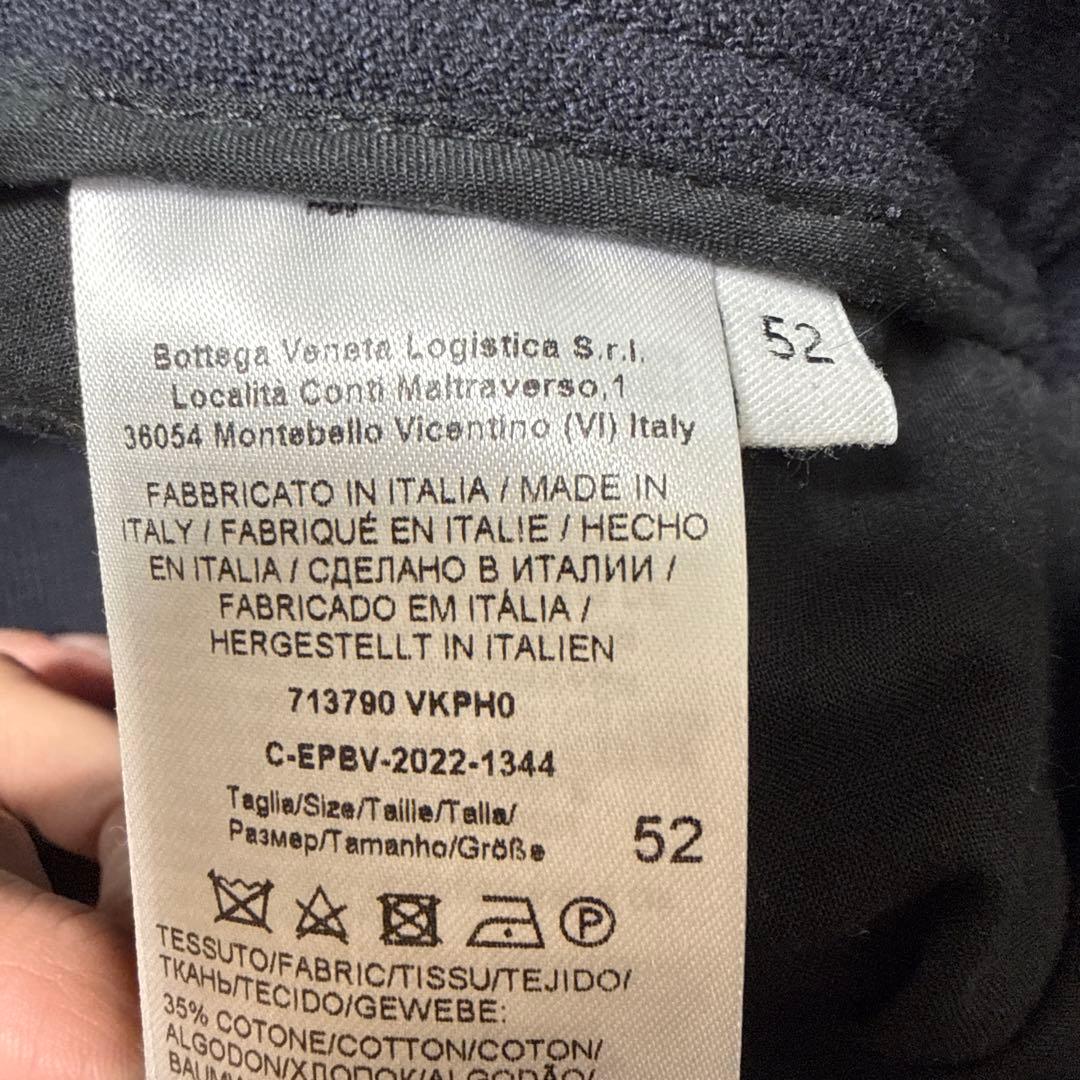 Bottega Veneta Logistica S.r.l.
Localita Conti Maltraverso,1
36054 Montebello Vicentino (VI) Italy
52
FABBRICATO IN ITALIA / MADE IN
ITALY / FABRIQUÉ EN ITALIE / HECHO
EN ITALIA / СДЕЛАНО В ИТАЛИИ /
FABRICADO EM ITÁLIA /
HERGESTELLT IN ITALIEN
713790 VKPH0
C-EPBV-2022-1344
Taglia/Size/Taille/Talla/
Размер/Tamanho/Größe
52
P
TESSUTO/FABRIC/TISSU/TEJIDO/
ТКАНЬ/TECIDO/GEWEBE:
35% COTONE/COTTON/COTON/
ALGODON/ХЛОПОК/ALGODÃO/